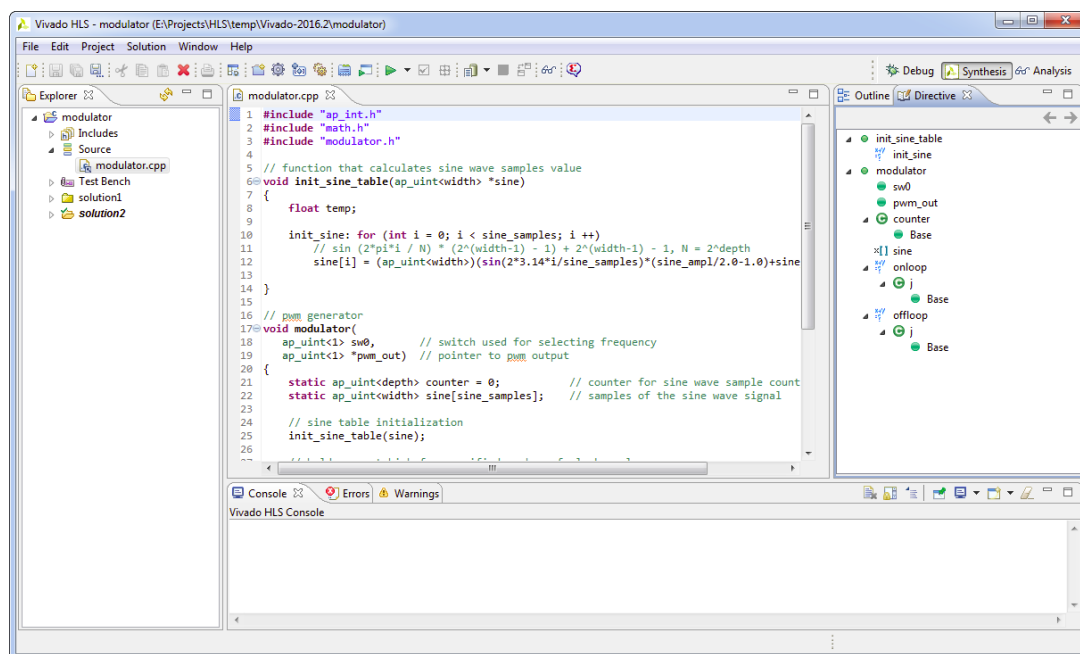 Vivado HLS - modulator (E:\Projects\HLS\temp\Vivado-2016.2\modulator)
File Edit Project Solution Window Help
Debug Synthesis Analysis
Explorer
modulator
Includes
Source
modulator.cpp
Test Bench
solution1
solution2
modulator.cpp
1 #include "ap_int.h"
2 #include "math.h"
3 #include "modulator.h"
4
5 // function that calculates sine wave samples value
6 void init_sine_table(ap_uint<width> *sine)
7 {
8 float temp;
9
10 init_sine: for (int i = 0; i < sine_samples; i ++)
11 // sin (2*pi*i / N) * (2^(width-1) - 1) + 2^(width-1) - 1, N = 2^depth
12 sine[i] = (ap_uint<width>)(sin(2*3.14*i/sine_samples)*(sine_ampl/2.0-1.0)+sine
13
14 }
15
16 // pwm generator
17 void modulator(
18 ap_uint<1> sw0, // switch used for selecting frequency
19 ap_uint<1> *pwm_out) // pointer to pwm output
20 {
21 static ap_uint<depth> counter = 0; // counter for sine wave sample count
22 static ap_uint<width> sine[sine_samples]; // samples of the sine wave signal
23
24 // sine table initialization
25 init_sine_table(sine);
26
Outline Directive
init_sine_table
init_sine
modulator
sw0
pwm_out
counter
Base
x[] sine
onloop
j
Base
offloop
j
Base
Console Errors Warnings
Vivado HLS Console